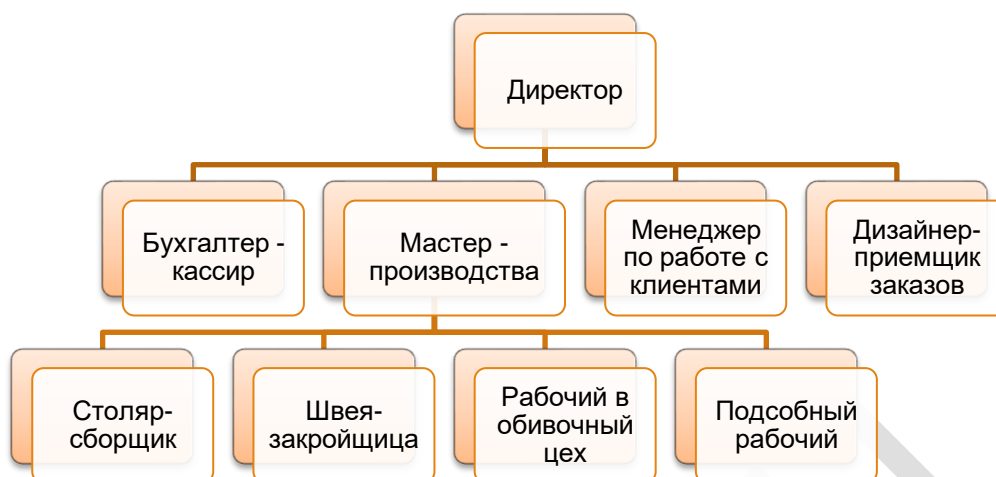 Директор
Бухгалтер -
кассир
Мастер -
производства
Менеджер
по работе с
клиентами
Дизайнер-
приемщик
заказов
Столяр-
сборщик
Швея-
закройщица
Рабочий в
обивочный
цех
Подсобный
рабочий